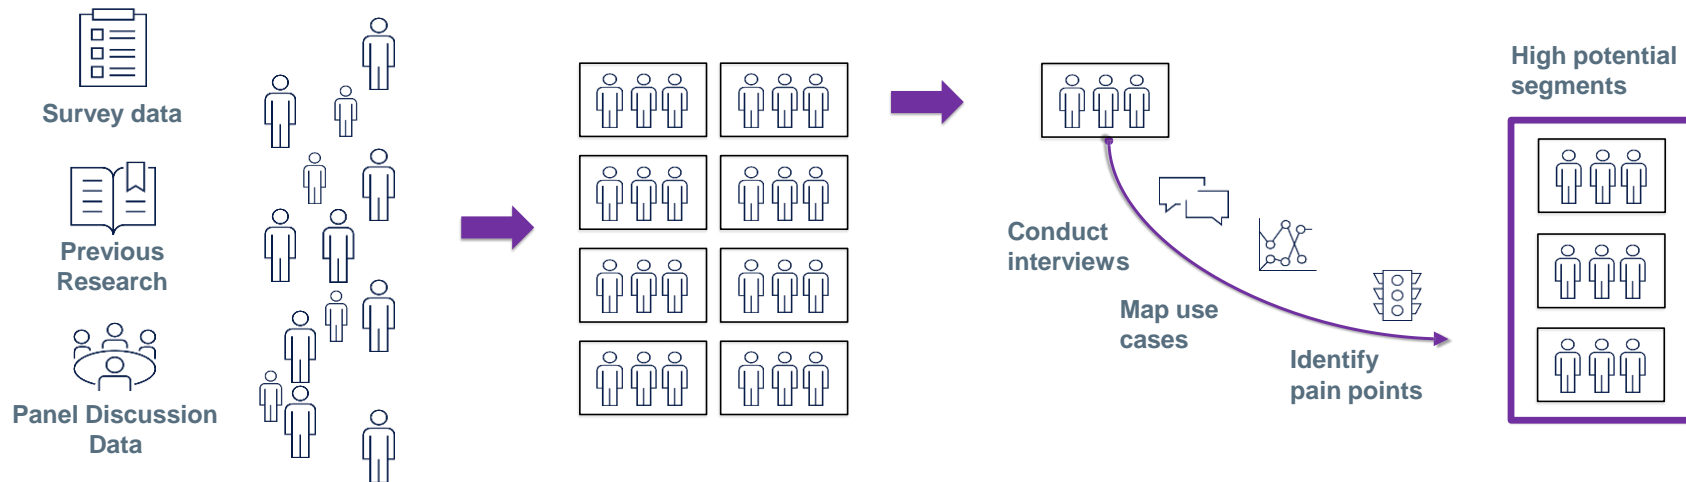 Survey data
Previous
Research
Panel Discussion
Data
Conduct
interviews
Map use
cases
Identify
pain points
High potential
segments